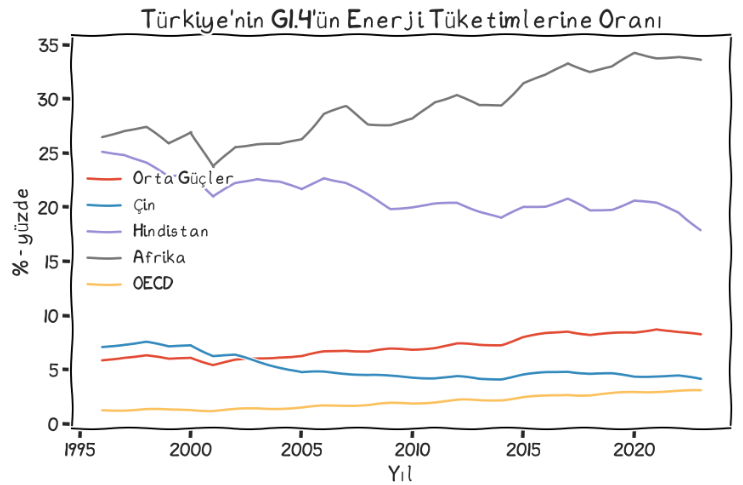 Türkiye'nin G1.4'ün Enerji Tüketimlerine Oranı
35
30
25
20
15
10
5
0
%-yüzde
Orta Güçler
Çin
Hindistan
Afrika
OECD
1995 2000 2005 2010 2015 2020
Yıl